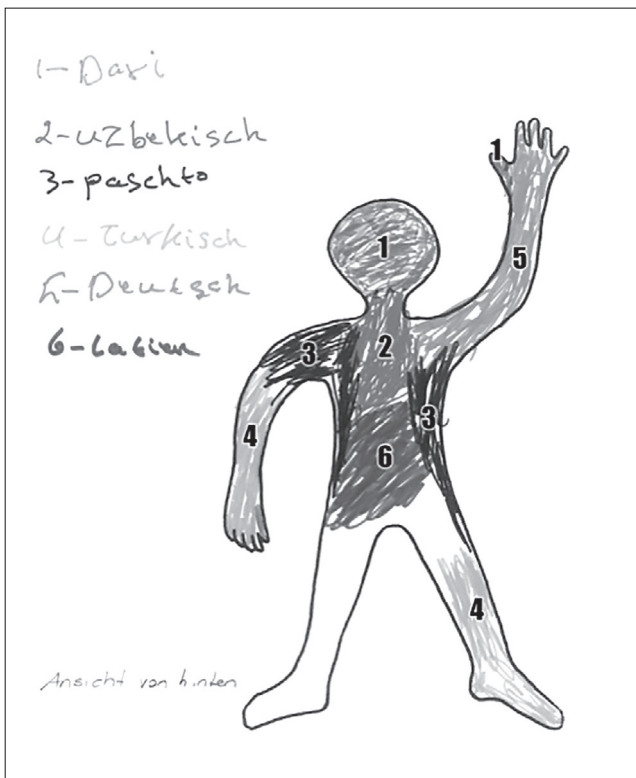 1-Dari
2-uzbekisch
3-paschto
4-Turkisch
5-Deutsch
6-Latien
1
1
5
2
3
3
4
6
4
Ansicht von hinten